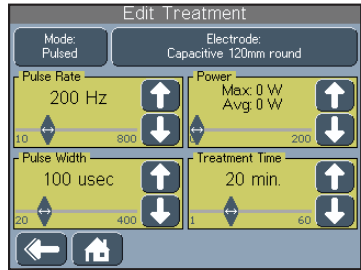 Edit Treatment
Mode:
Pulsed
Electrode:
Capacitive 120mm round
Pulse Rate
200 Hz
10
800
Power
Max: 0 W
Avg: 0 W
0
200
Pulse Width
100 usec
20
400
Treatment Time
20 min.
1
60